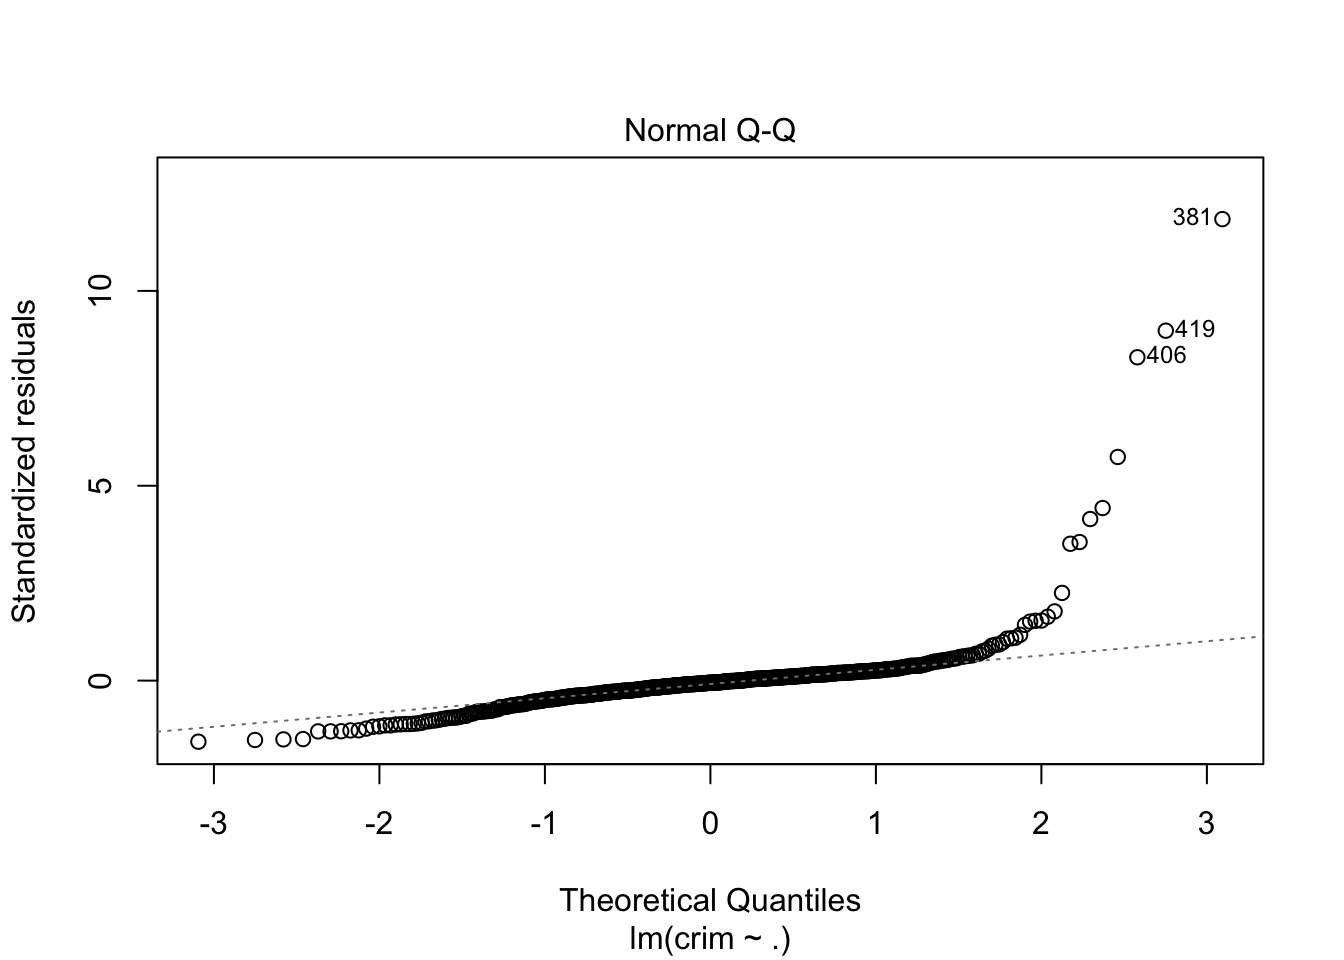 Normal Q-Q
381
419
406
10
5
0
Standardized residuals
-3 -2 -1 0 1 2 3
Theoretical Quantiles
lm(crim ~ .)